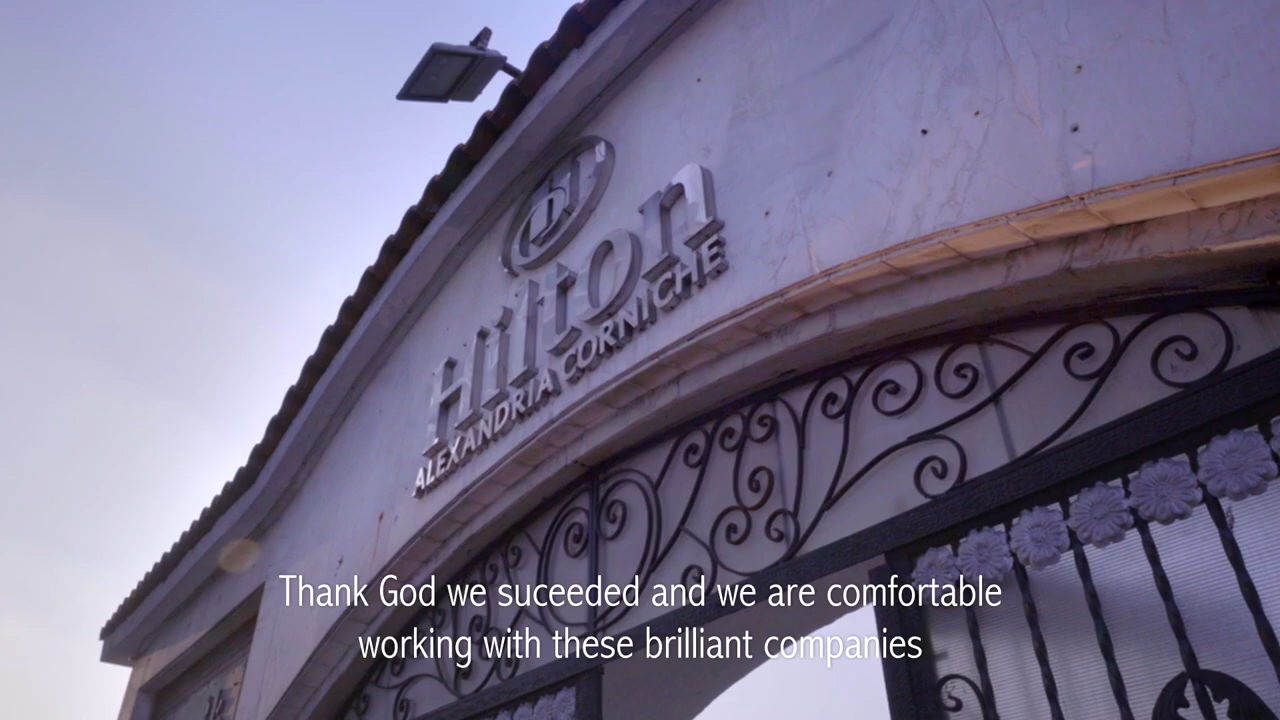 Hilton
ALEXANDRIA CORNICHE
Thank God we suceeded and we are comfortable
working with these brilliant companies